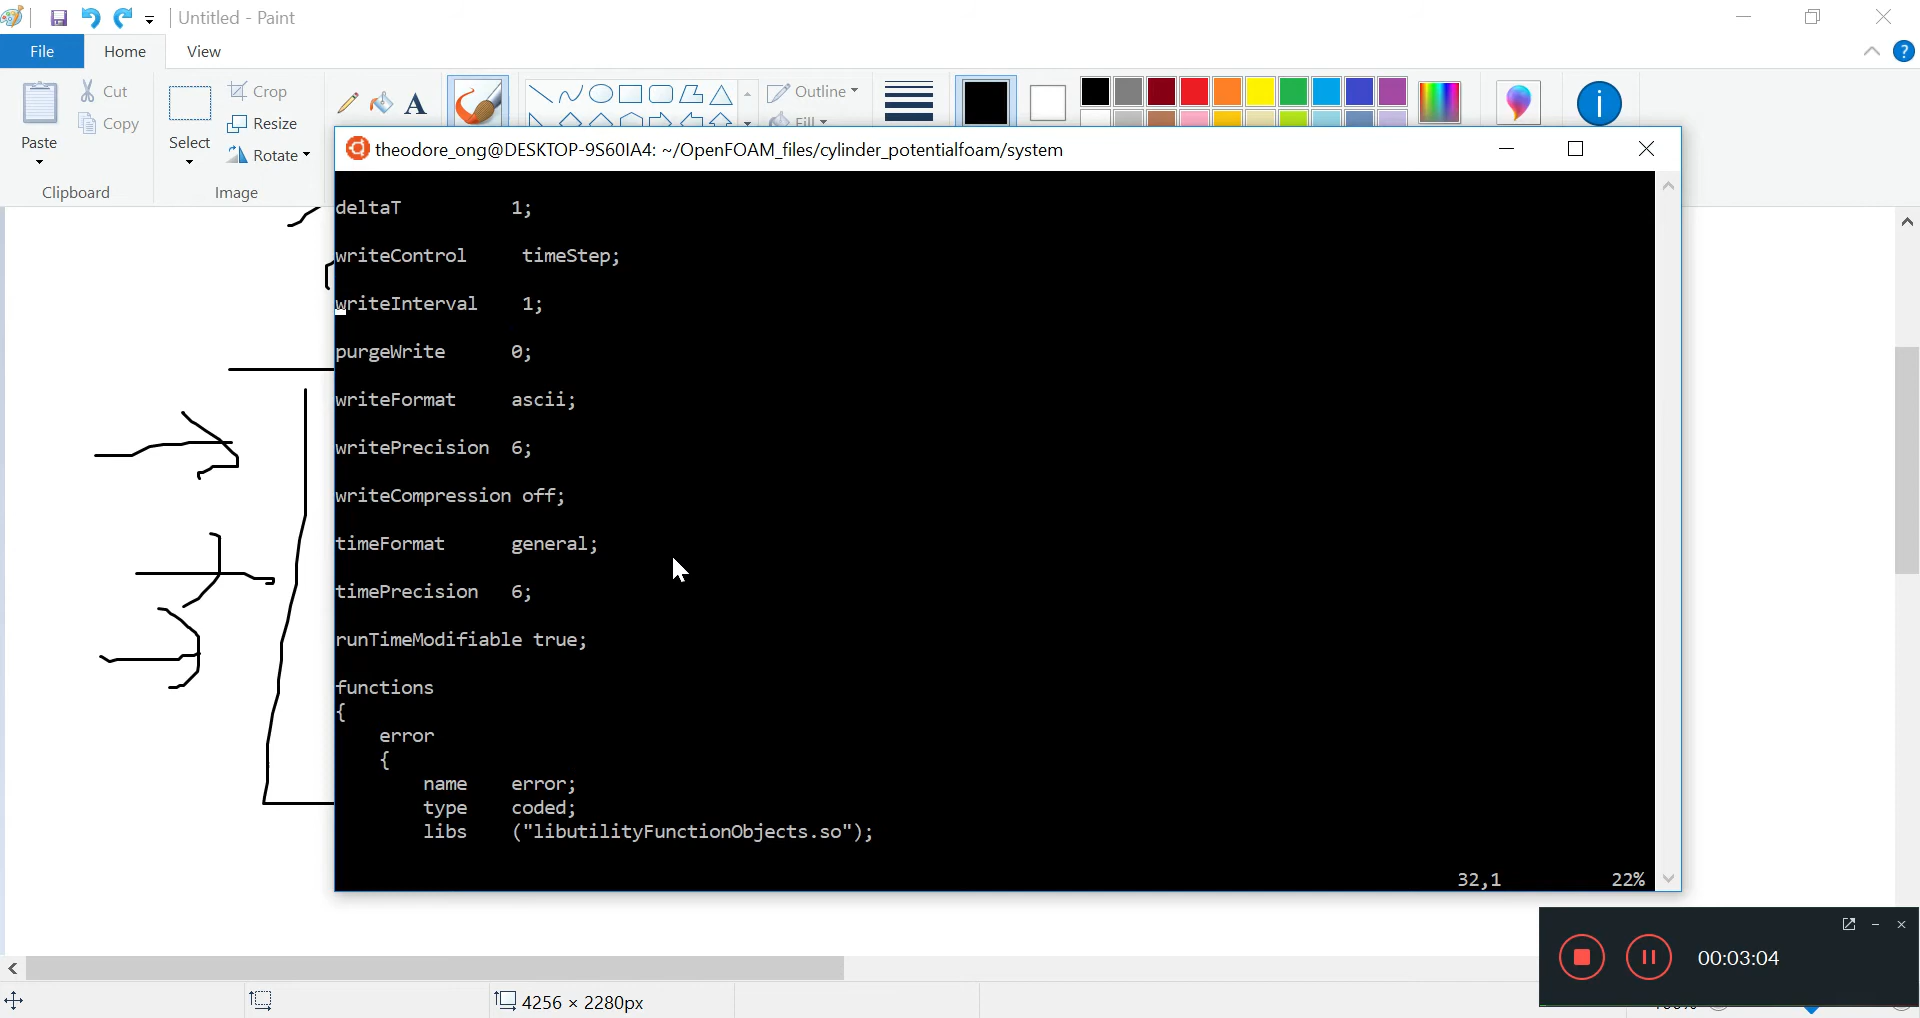 Untitled - Paint
File Home View
Paste
Cut
Copy
Clipboard
Select
Crop
Resize
Rotate
Image
A
Outline
Fill
theodore_ong@DESKTOP-9S60IA4: ~/OpenFOAM_files/cylinder_potentialfoam/system
deltaT 1;
writeControl timeStep;
writeInterval 1;
purgeWrite 0;
writeFormat ascii;
writePrecision 6;
writeCompression off;
timeFormat general;
timePrecision 6;
runTimeModifiable true;
functions
{
error
{
name error;
type coded;
libs ("libutilityFunctionObjects.so");
32,1 22%
00:03:04
4256 × 2280px